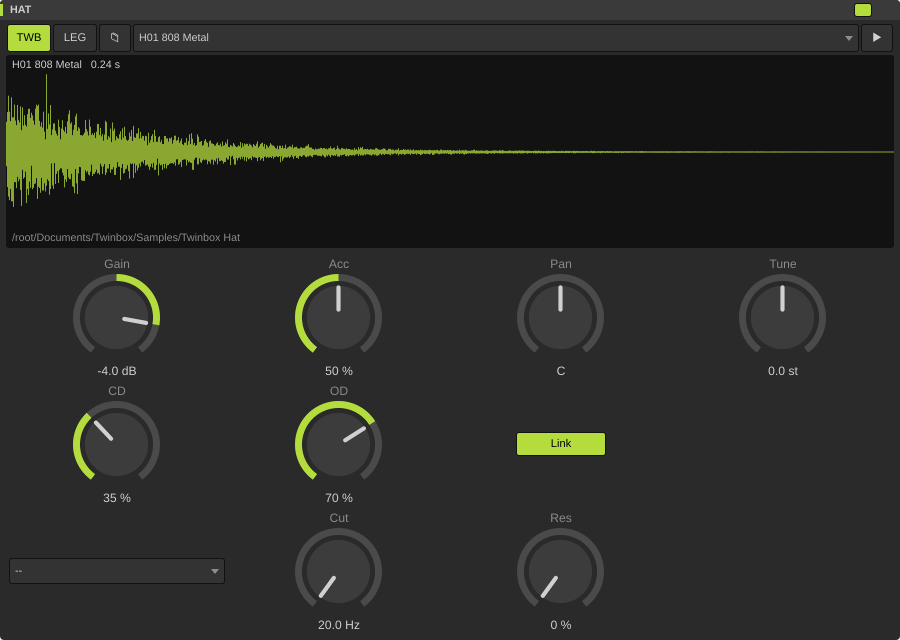 HAT
TWB LEG H01 808 Metal
H01 808 Metal 0.24 s
/root/Documents/Twinbox/Samples/Twinbox Hat
Gain Acc Pan Tune
-4.0 dB 50 % C 0.0 st
CD OD
Link
35 % 70 %
Cut Res
--
20.0 Hz 0 %